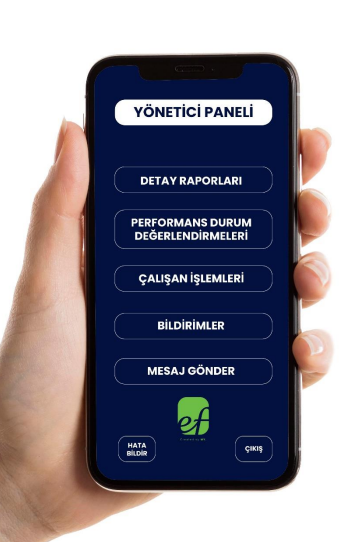 YÖNETİCİ PANELİ
DETAY RAPORLARI
PERFORMANS DURUM
DEĞERLENDİRMELERİ
ÇALIŞAN İŞLEMLERİ
BİLDİRİMLER
MESAJ GÖNDER
ef
HATA
BİLDİR
ÇIKIŞ